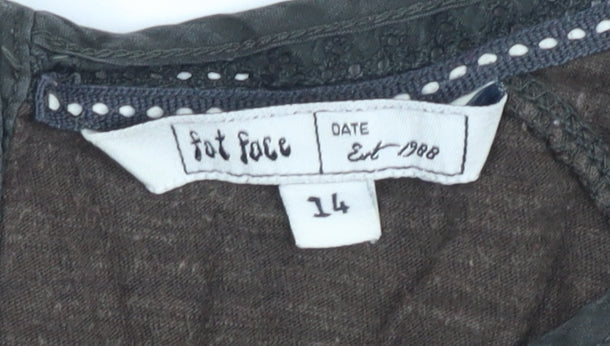 fat face
DATE
Est 1988
14